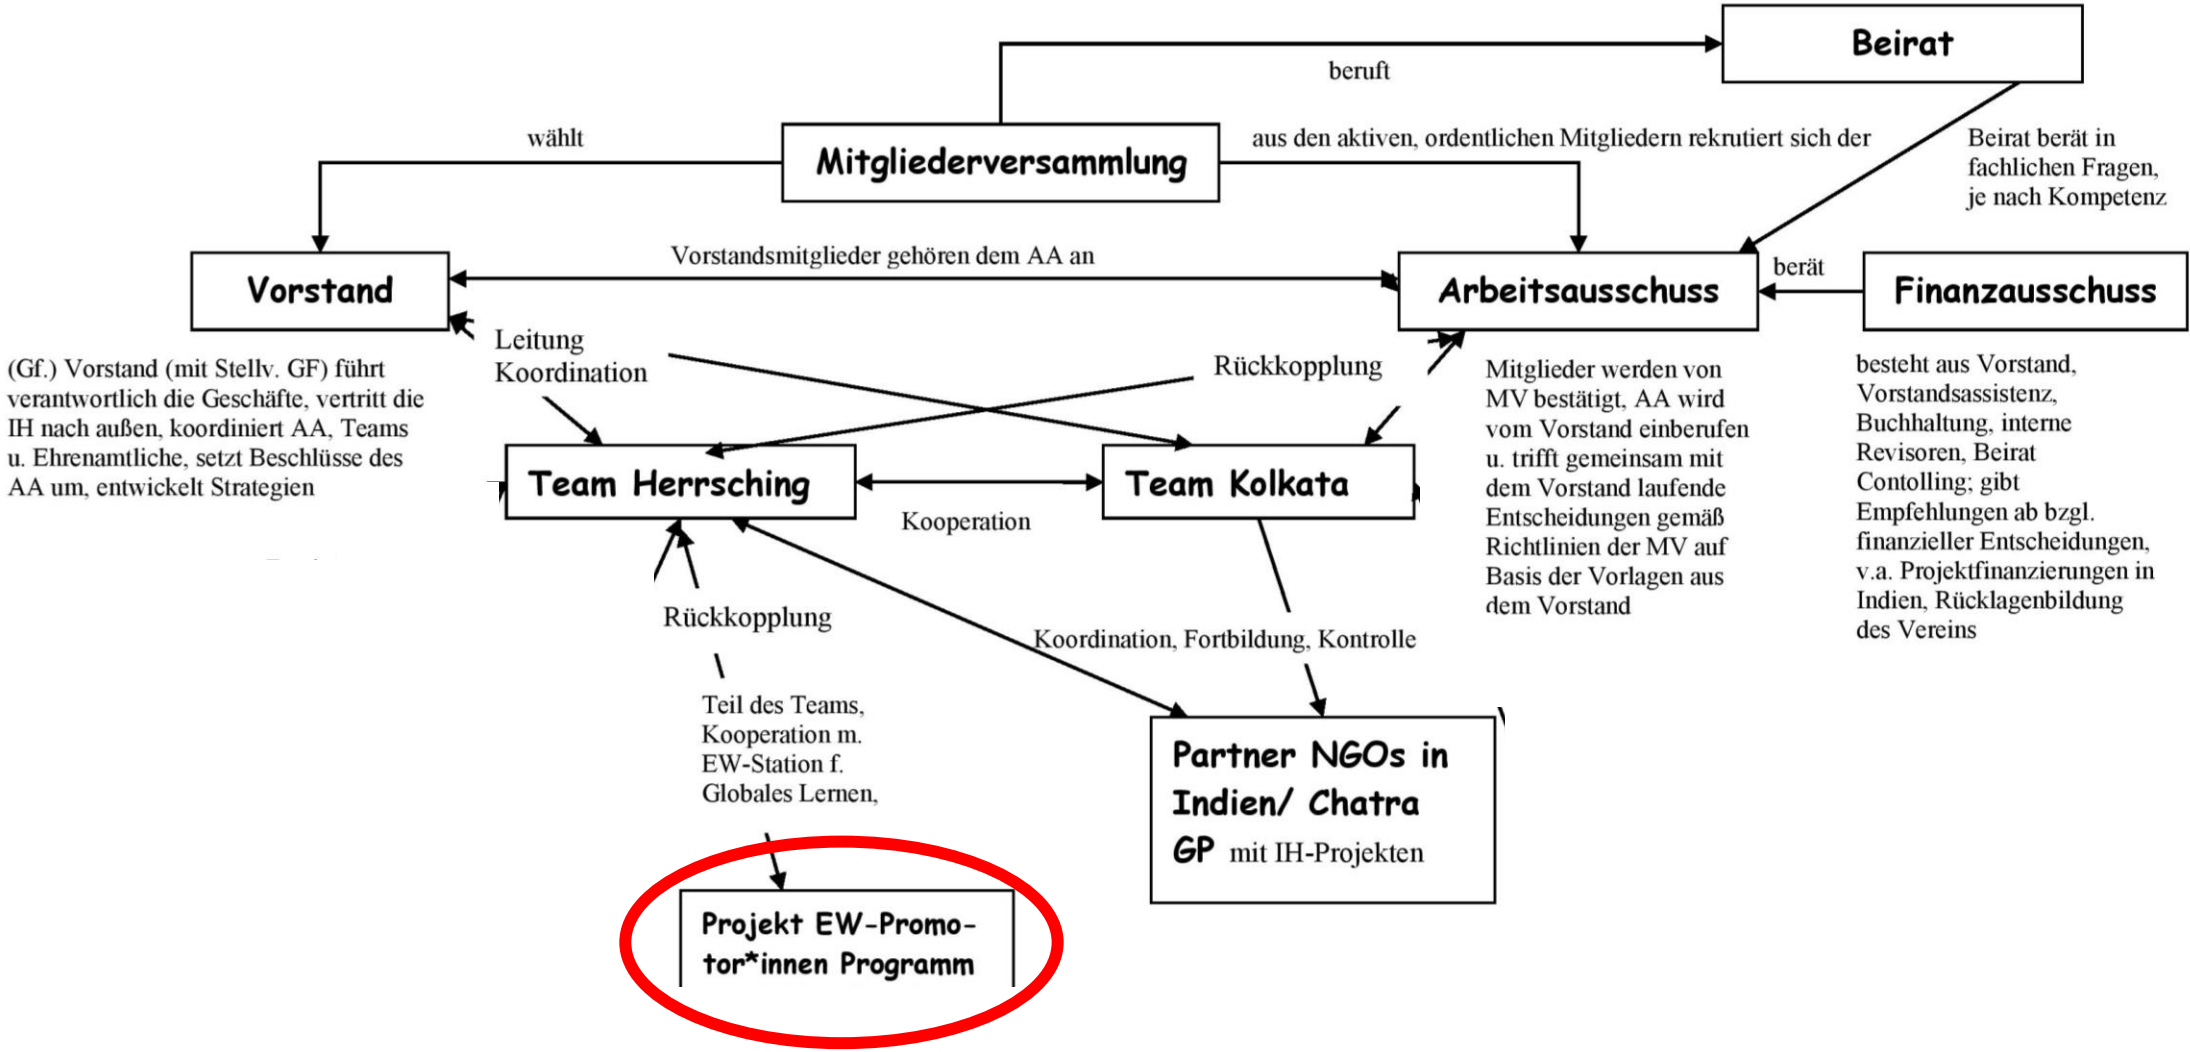 Beirat
beruft
wählt
Mitgliederversammlung
aus den aktiven, ordentlichen Mitgliedern rekrutiert sich der
Beirat berät in
fachlichen Fragen,
je nach Kompetenz
Vorstand
Vorstandsmitglieder gehören dem AA an
Arbeitsausschuss
berät
Finanzausschuss
(Gf.) Vorstand (mit Stellv. GF) führt
verantwortlich die Geschäfte, vertritt die
IH nach außen, koordiniert AA, Teams
u. Ehrenamtliche, setzt Beschlüsse des
AA um, entwickelt Strategien
Leitung
Koordination
Rückkopplung
Mitglieder werden von
MV bestätigt, AA wird
vom Vorstand einberufen
u. trifft gemeinsam mit
dem Vorstand laufende
Entscheidungen gemäß
Richtlinien der MV auf
Basis der Vorlagen aus
dem Vorstand
besteht aus Vorstand,
Vorstandsassistenz,
Buchhaltung, interne
Revisoren, Beirat
Contolling; gibt
Empfehlungen ab bzgl.
finanzieller Entscheidungen,
v.a. Projektfinanzierungen in
Indien, Rücklagenbildung
des Vereins
Team Herrsching
Kooperation
Team Kolkata
Rückkopplung
Koordination, Fortbildung, Kontrolle
Teil des Teams,
Kooperation m.
EW-Station f.
Globales Lernen,
Partner NGOs in
Indien/ Chatra
GP mit IH-Projekten
Projekt EW-Promo-
tor*innen Programm